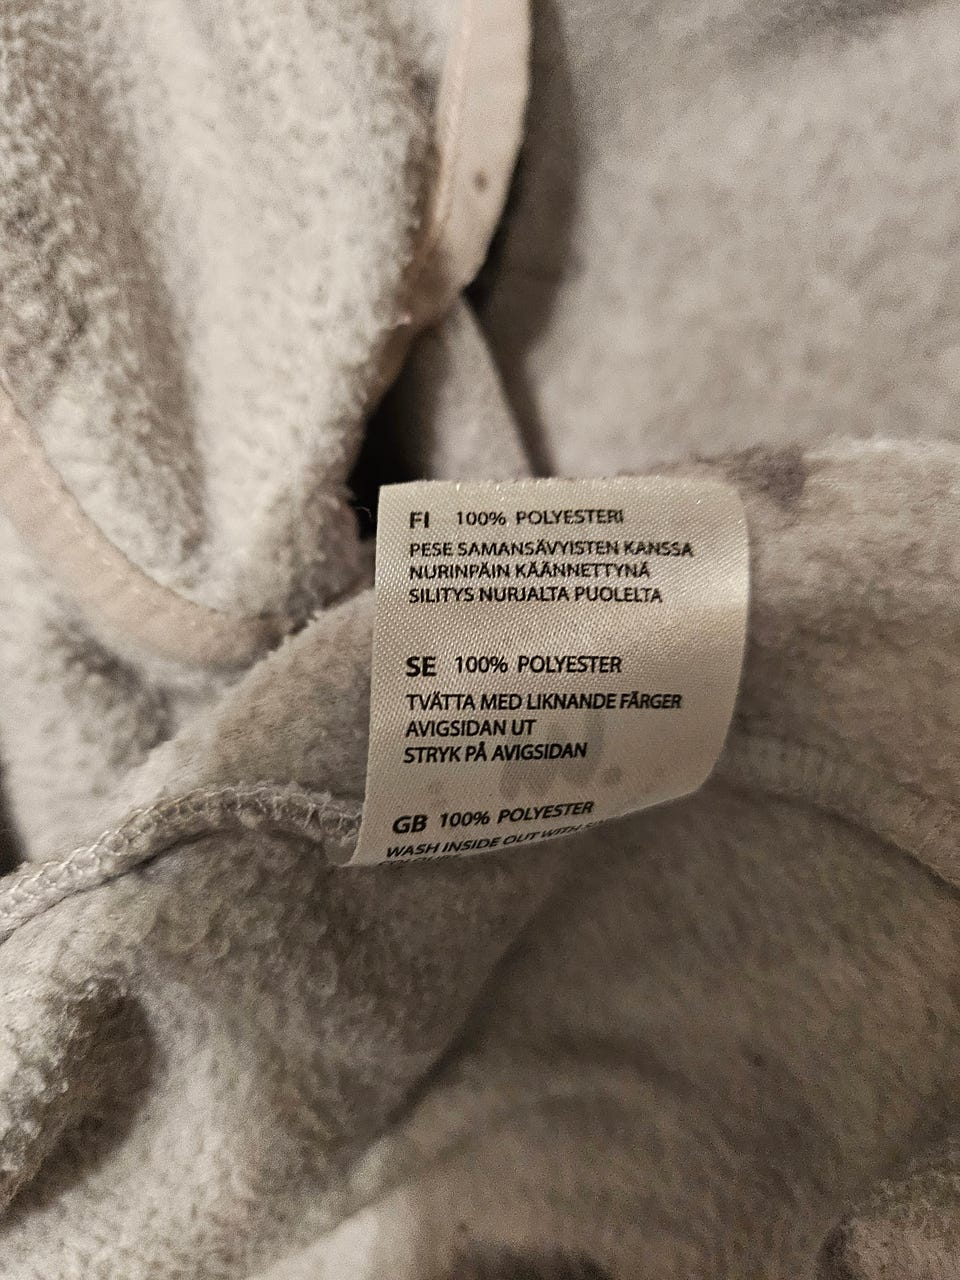 FI 100% POLYESTERI
PESE SAMANSÄVYISTEN KANSSA
NURINPÄIN KÄÄNNETTYNÄ
SILITYS NURJALTA PUOLELTA
SE 100% POLYESTER
TVÄTTA MED LIKNANDE FÄRGER
AVIGSIDAN UT
STRYK PÅ AVIGSIDAN
GB 100% POLYESTER
WASH INSIDE OUT WITH